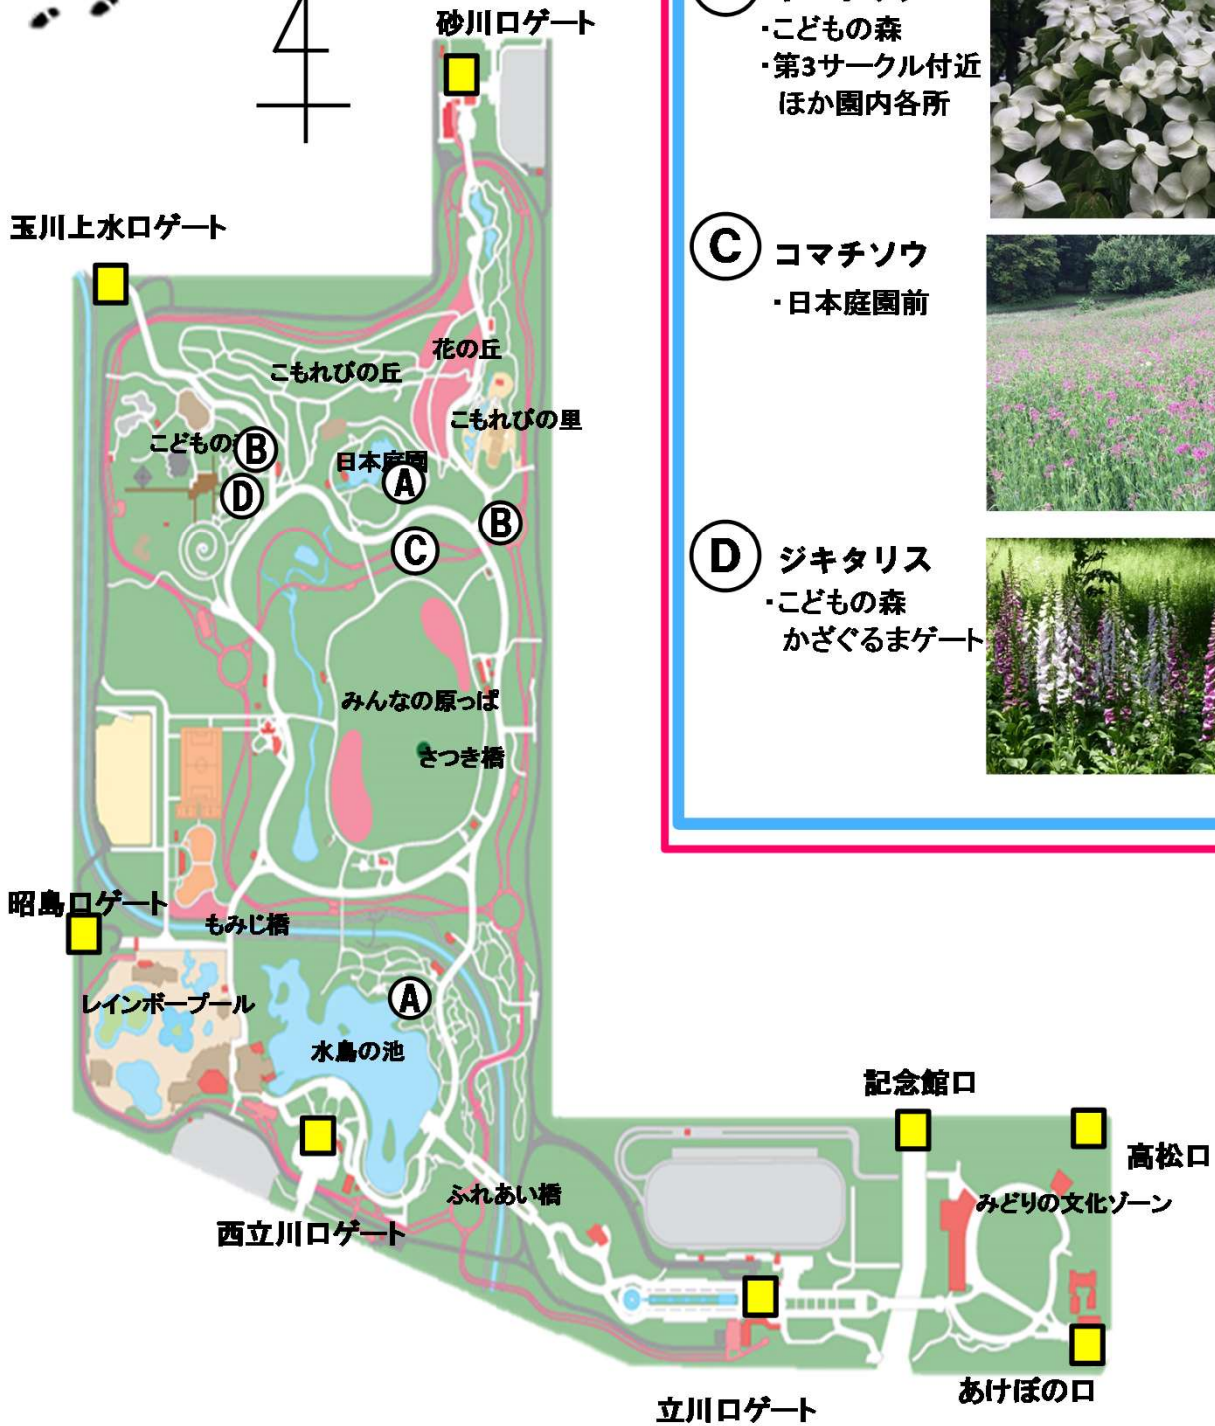 砂川口ゲート
・こどもの森
・第3サークル付近
ほか園内各所
玉川上水口ゲート
C コマチソウ
・日本庭園前
花の丘
こもれびの丘
こもれびの里
こどもの
B
日本庭園
A
D
B
C
D ジキタリス
・こどもの森
かざぐるまゲート
みんなの原っぱ
さつき橋
昭島口ゲート
もみじ橋
レインボープール
A
水鳥の池
記念館口
高松口
ふれあい橋
みどりの文化ゾーン
西立川口ゲート
あけぼの口
立川口ゲート